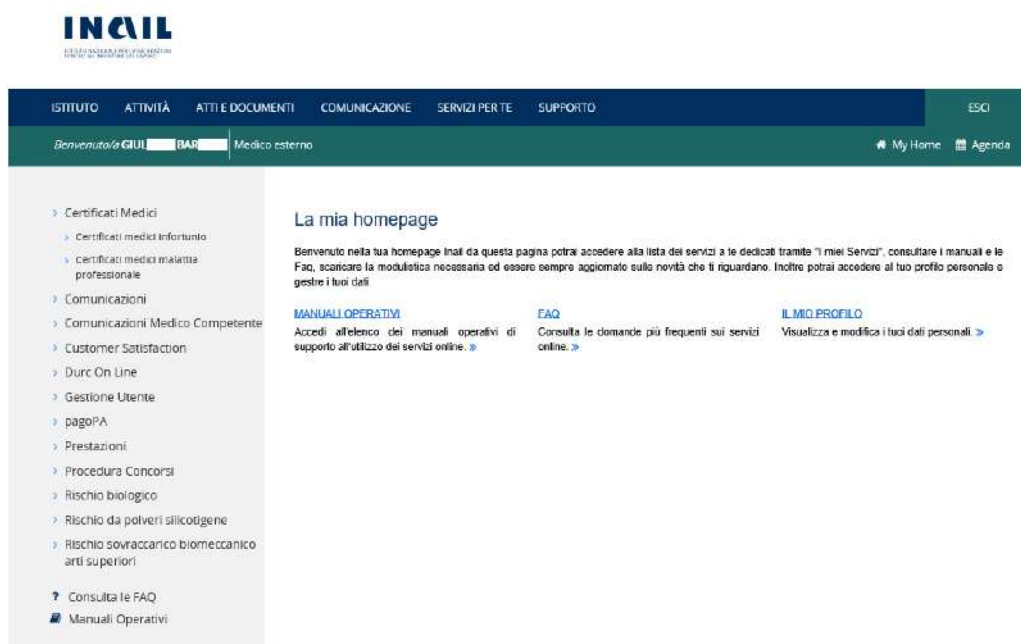 INAIL
ISTITUTO ATTIVITÀ ATTI E DOCUMENTI COMUNICAZIONE SERVIZI PER TE SUPPORTO ESCI
Benvenuto/a GIUL BAR Medico esterno My Home Agenda
Certificati Medici
Certificati medici Infortunio
Certificati medici malattia
professionale
Comunicazioni
Comunicazioni Medico Competente
Customer Satisfaction
Durc On Line
Gestione Utente
pagoPA
Prestazioni
Procedura Concorsi
Rischio biologico
Rischio da polveri silicotigene
Rischio sovraccarico biomeccanico
arti superiori
? Consulta le FAQ
Manuali Operativi
La mia homepage
Benvenuto nella tua homepage Inail da questa pagina potrai accedere alla lista dei servizi a te dedicati tramite "I miei Servizi", consultare i manuali e le
Faq, scaricare la modulistica necessaria ed essere sempre aggiornato sulle novità che ti riguardano. Inoltre potrai accedere al tuo profilo personale e
gestire i tuoi dati
MANUALI OPERATIVI
Accedi all'elenco dei manuali operativi di
supporto all'utilizzo dei servizi online. »
FAQ
Consulta le domande più frequenti sui servizi
online. »
IL MIO PROFILO
Visualizza e modifica i tuoi dati personali. »